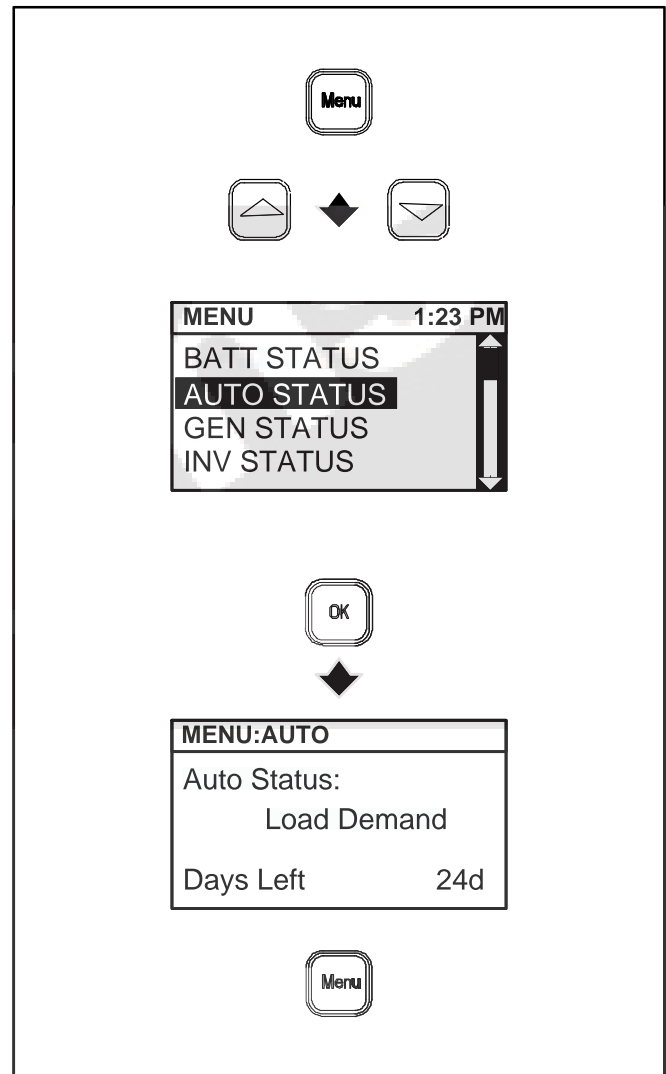 Menu
MENU 1:23 PM
BATT STATUS
AUTO STATUS
GEN STATUS
INV STATUS
OK
MENU:AUTO
Auto Status:
Load Demand
Days Left 24d
Menu